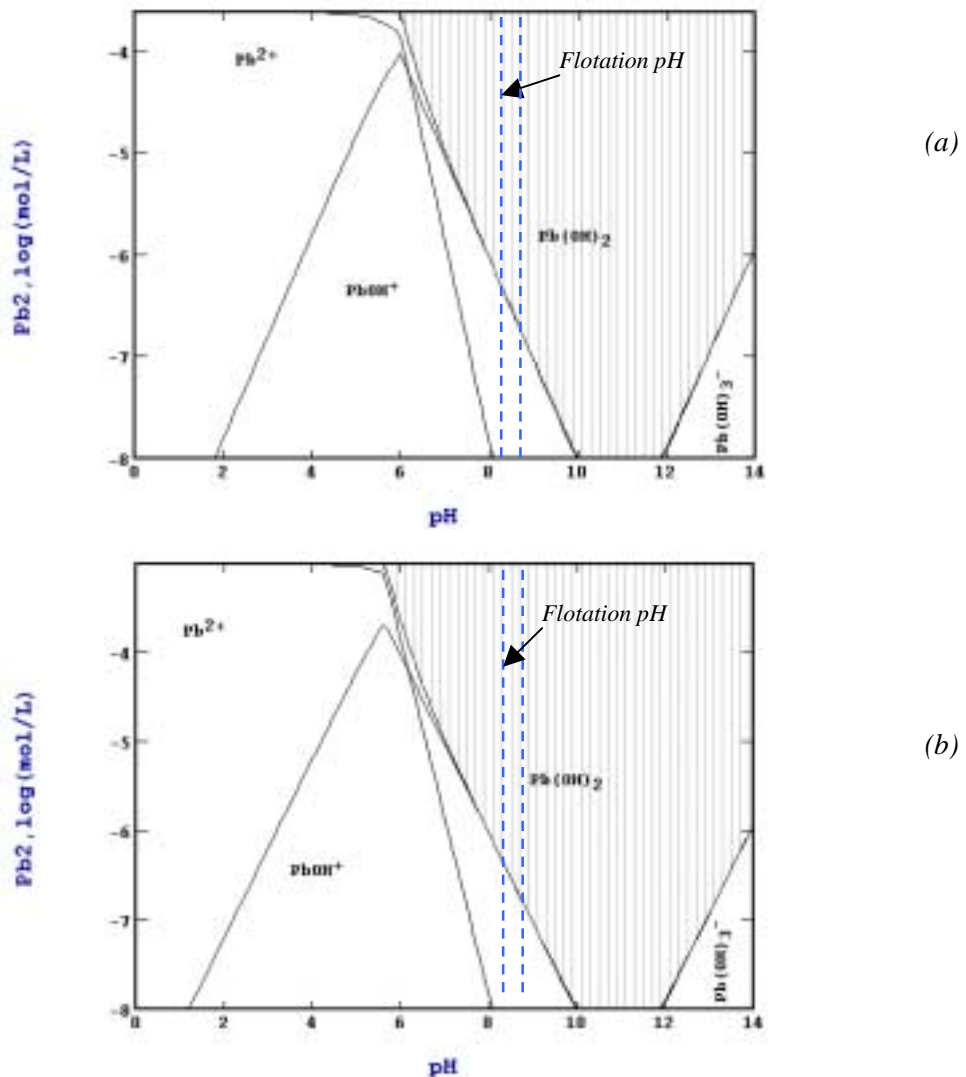 -4
-5
-6
-7
-8
0 2 4 6 8 10 12 14
Pb2,log(mol/L)
pH
Pb2+
PbOH+
Pb(OH)2
Pb(OH)3-
Flotation pH
(a)
-4
-5
-6
-7
-8
0 2 4 6 8 10 12 14
Pb2,log(mol/L)
pH
Pb2+
PbOH+
Pb(OH)2
Pb(OH)3-
Flotation pH
(b)